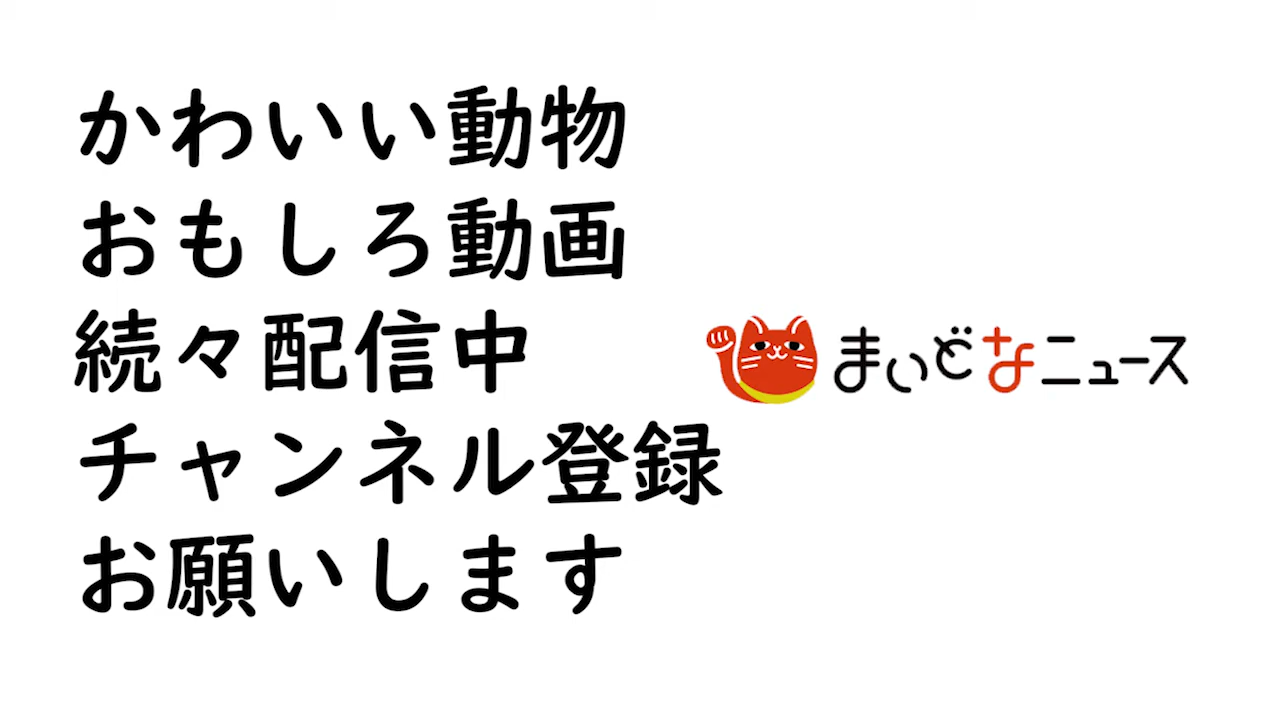 かわいい動物
おもしろ動画
続々配信中
チャンネル登録
お願いします
まいどなニュース